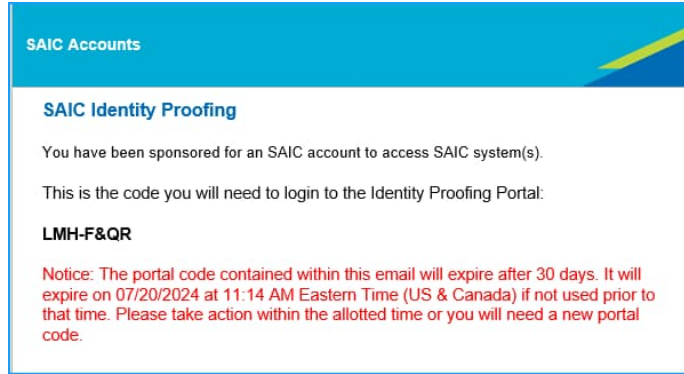 SAIC Accounts
SAIC Identity Proofing
You have been sponsored for an SAIC account to access SAIC system(s).
This is the code you will need to login to the Identity Proofing Portal:
LMH-F&QR
Notice: The portal code contained within this email will expire after 30 days. It will
expire on 07/20/2024 at 11:14 AM Eastern Time (US & Canada) if not used prior to
that time. Please take action within the allotted time or you will need a new portal
code.